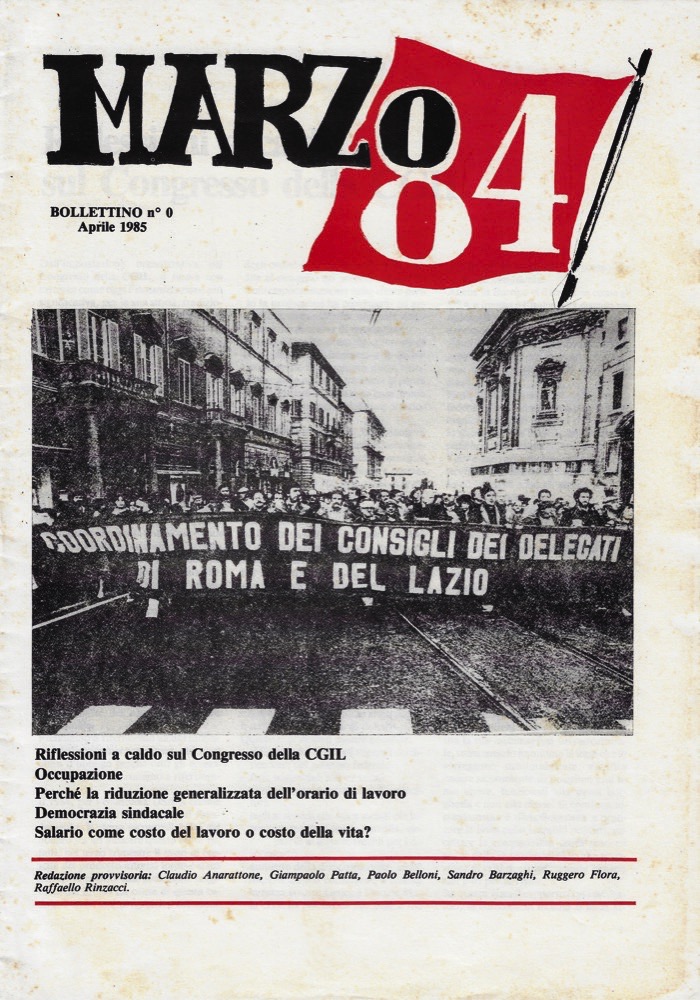 MARZO 84
BOLLETTINO n° 0
Aprile 1985
COORDINAMENTO DEI CONSIGLI DEI DELEGATI
DI ROMA E DEL LAZIO
Riflessioni a caldo sul Congresso della CGIL
Occupazione
Perché la riduzione generalizzata dell'orario di lavoro
Democrazia sindacale
Salario come costo del lavoro o costo della vita?
Redazione provvisoria: Claudio Anarattone, Giampaolo Patta, Paolo Belloni, Sandro Barzaghi, Ruggero Flora,
Raffaello Rinzacci.